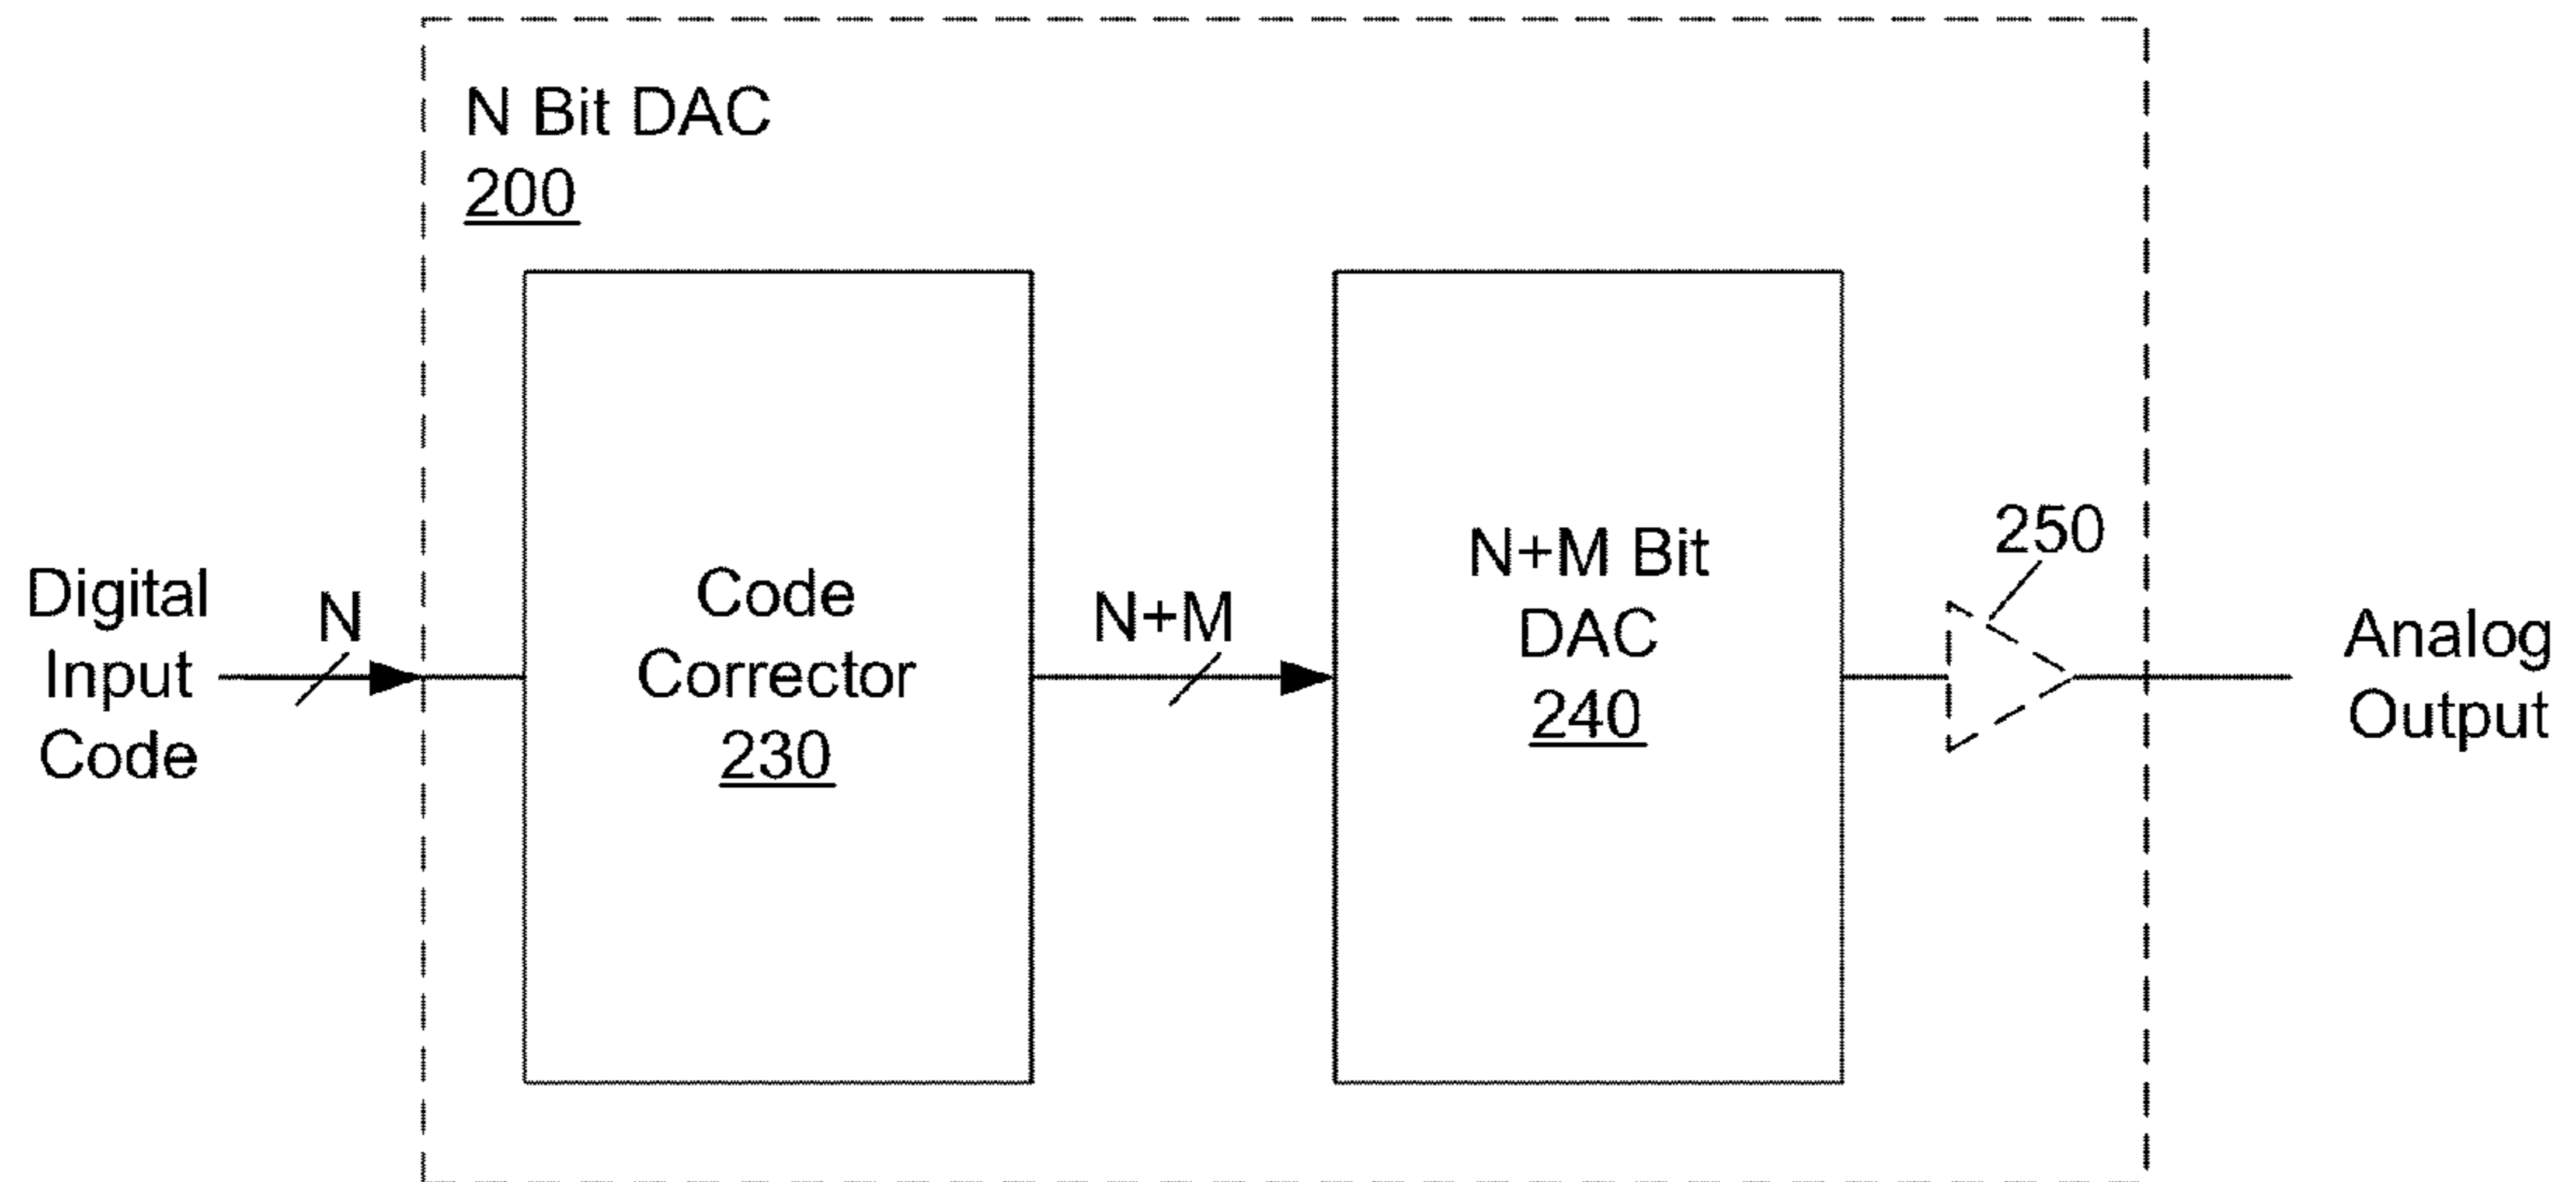 N Bit DAC
200
Digital
Input
Code
N
Code
Corrector
230
N+M
N+M Bit
DAC
240
250
Analog
Output